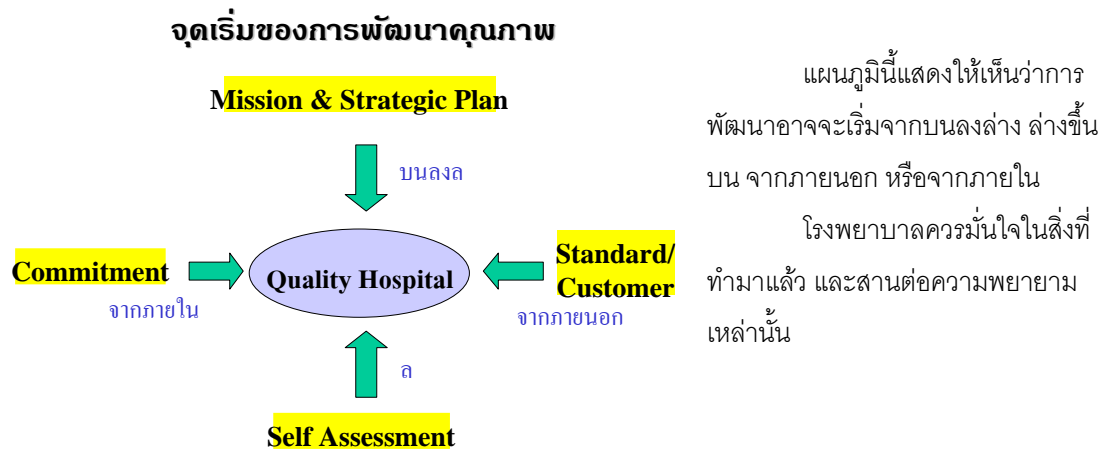 จุดเริ่มของการพัฒนาคุณภาพ
Mission & Strategic Plan
บนลงล
Commitment
จากภายใน
Quality Hospital
Standard/
Customer
จากภายนอก
ล
Self Assessment
แผนภูมินี้แสดงให้เห็นว่าการ
พัฒนาอาจจะเริ่มจากบนลงล่าง ล่างขึ้น
บน จากภายนอก หรือจากภายใน
โรงพยาบาลควรมั่นใจในสิ่งที่
ทำมาแล้ว และสานต่อความพยายาม
เหล่านั้น